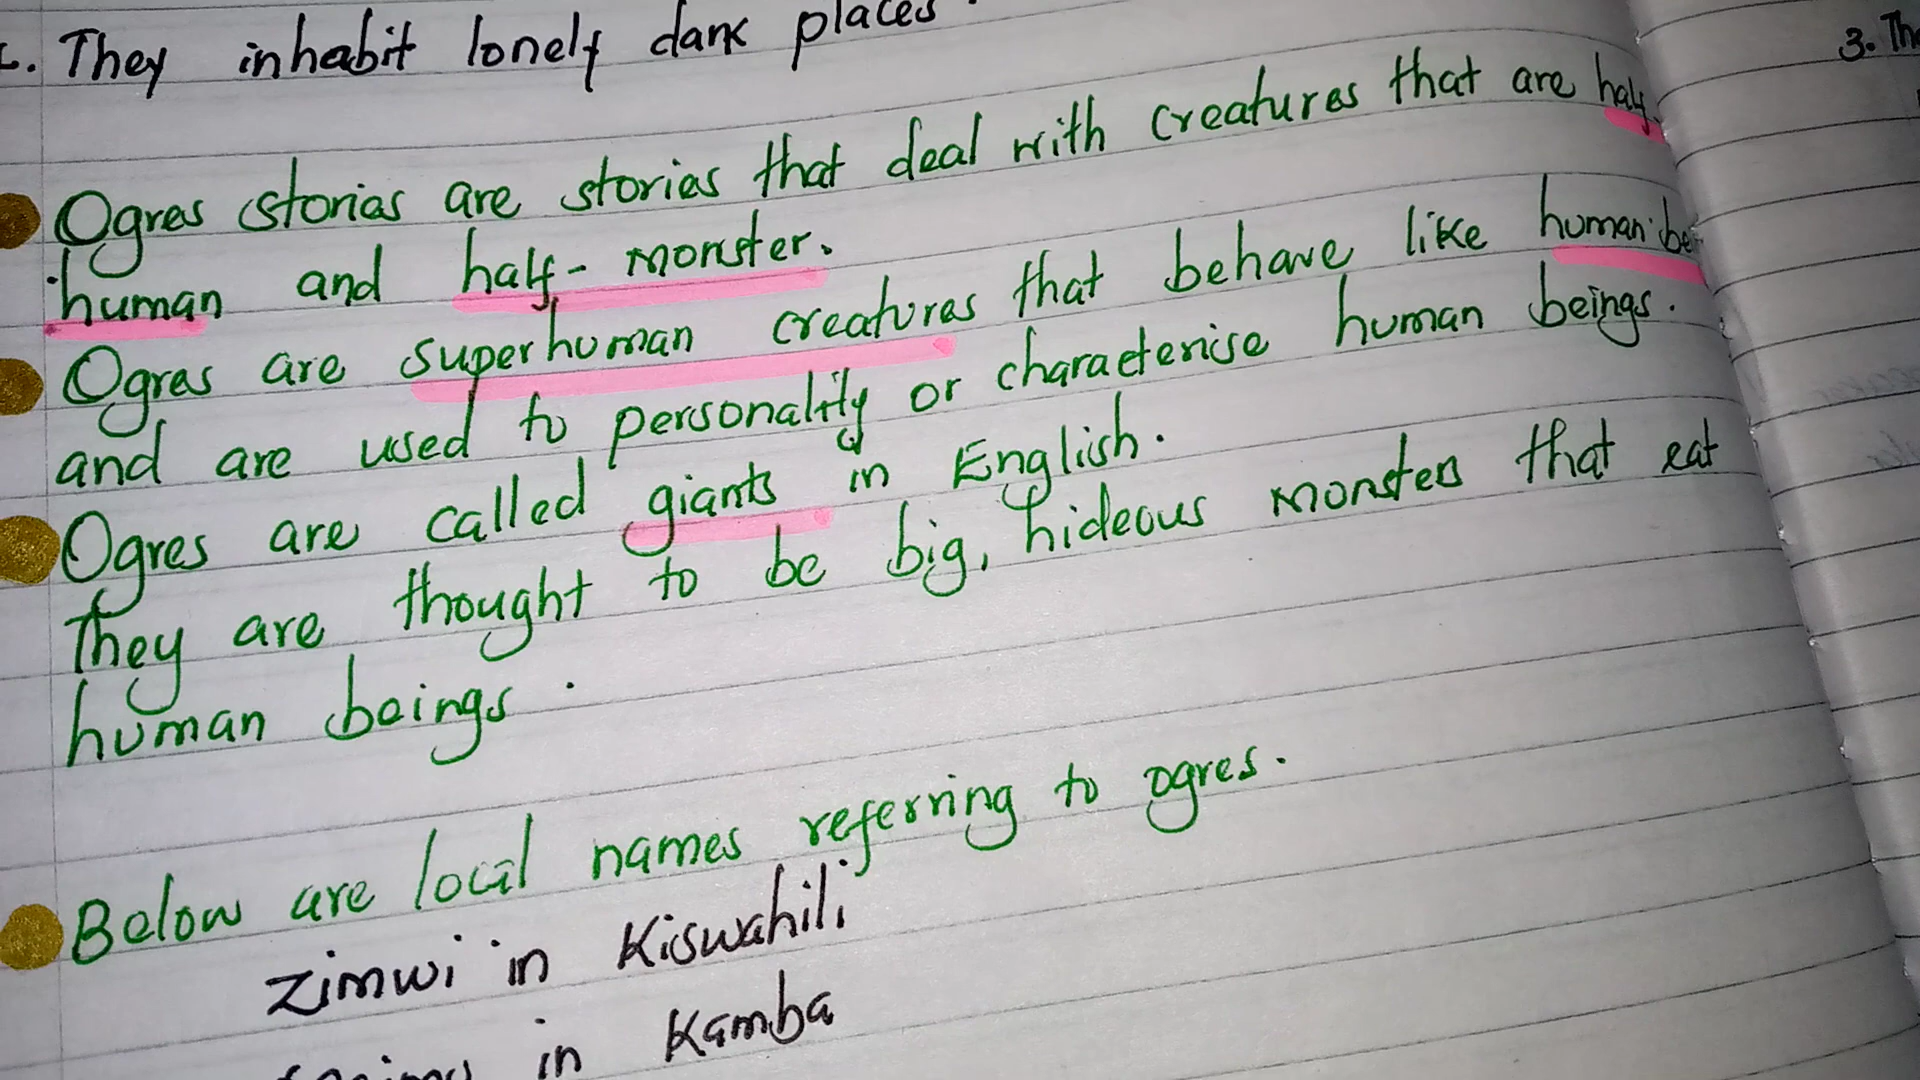 They inhabit lonely dark places.
Ogres stories are stories that deal with creatures that are half-
human and half-monster.
Ogres are superhuman creatures that behave like human be
and are used to personality or characterise human beings.
Ogres are called giants in English.
They are thought to be big, hideous monsters that eat
human beings.
Below are local names referring to ogres.
Zimwi in Kiswahili
in Kamba
3. The